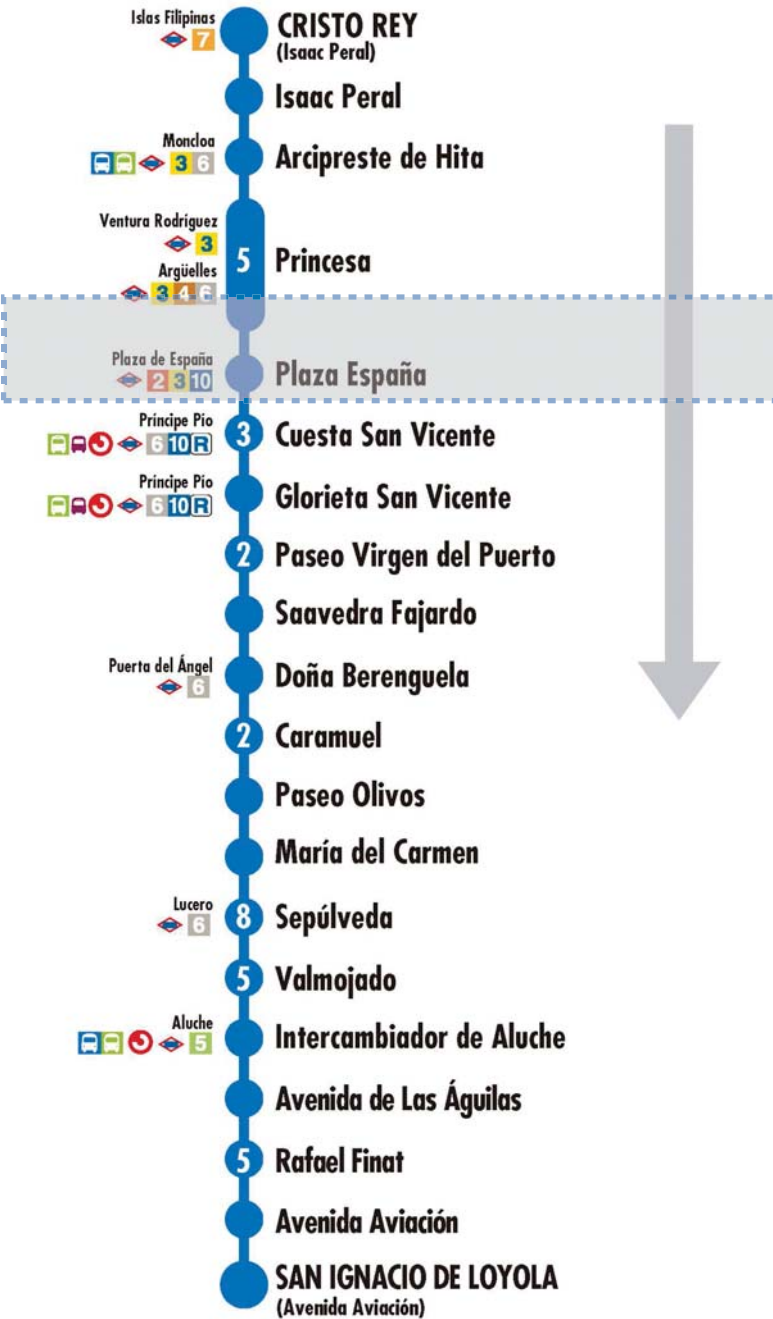 Islas Filipinas
7
CRISTO REY
(Isaac Peral)
Isaac Peral
Moncloa
3 6
Arcipreste de Hita
Ventura Rodríguez
3
Argüelles
3 4 6
5
Princesa
Plaza de España
2 3 10
Plaza España
Príncipe Pío
6 10 R
3
Cuesta San Vicente
Príncipe Pío
6 10 R
Glorieta San Vicente
2
Paseo Virgen del Puerto
Saavedra Fajardo
Puerta del Ángel
6
Doña Berenguela
2
Caramuel
Paseo Olivos
María del Carmen
Lucero
6
8
Sepúlveda
5
Valmojado
Aluche
5
Intercambiador de Aluche
Avenida de Las Águilas
5
Rafael Finat
Avenida Aviación
SAN IGNACIO DE LOYOLA
(Avenida Aviación)